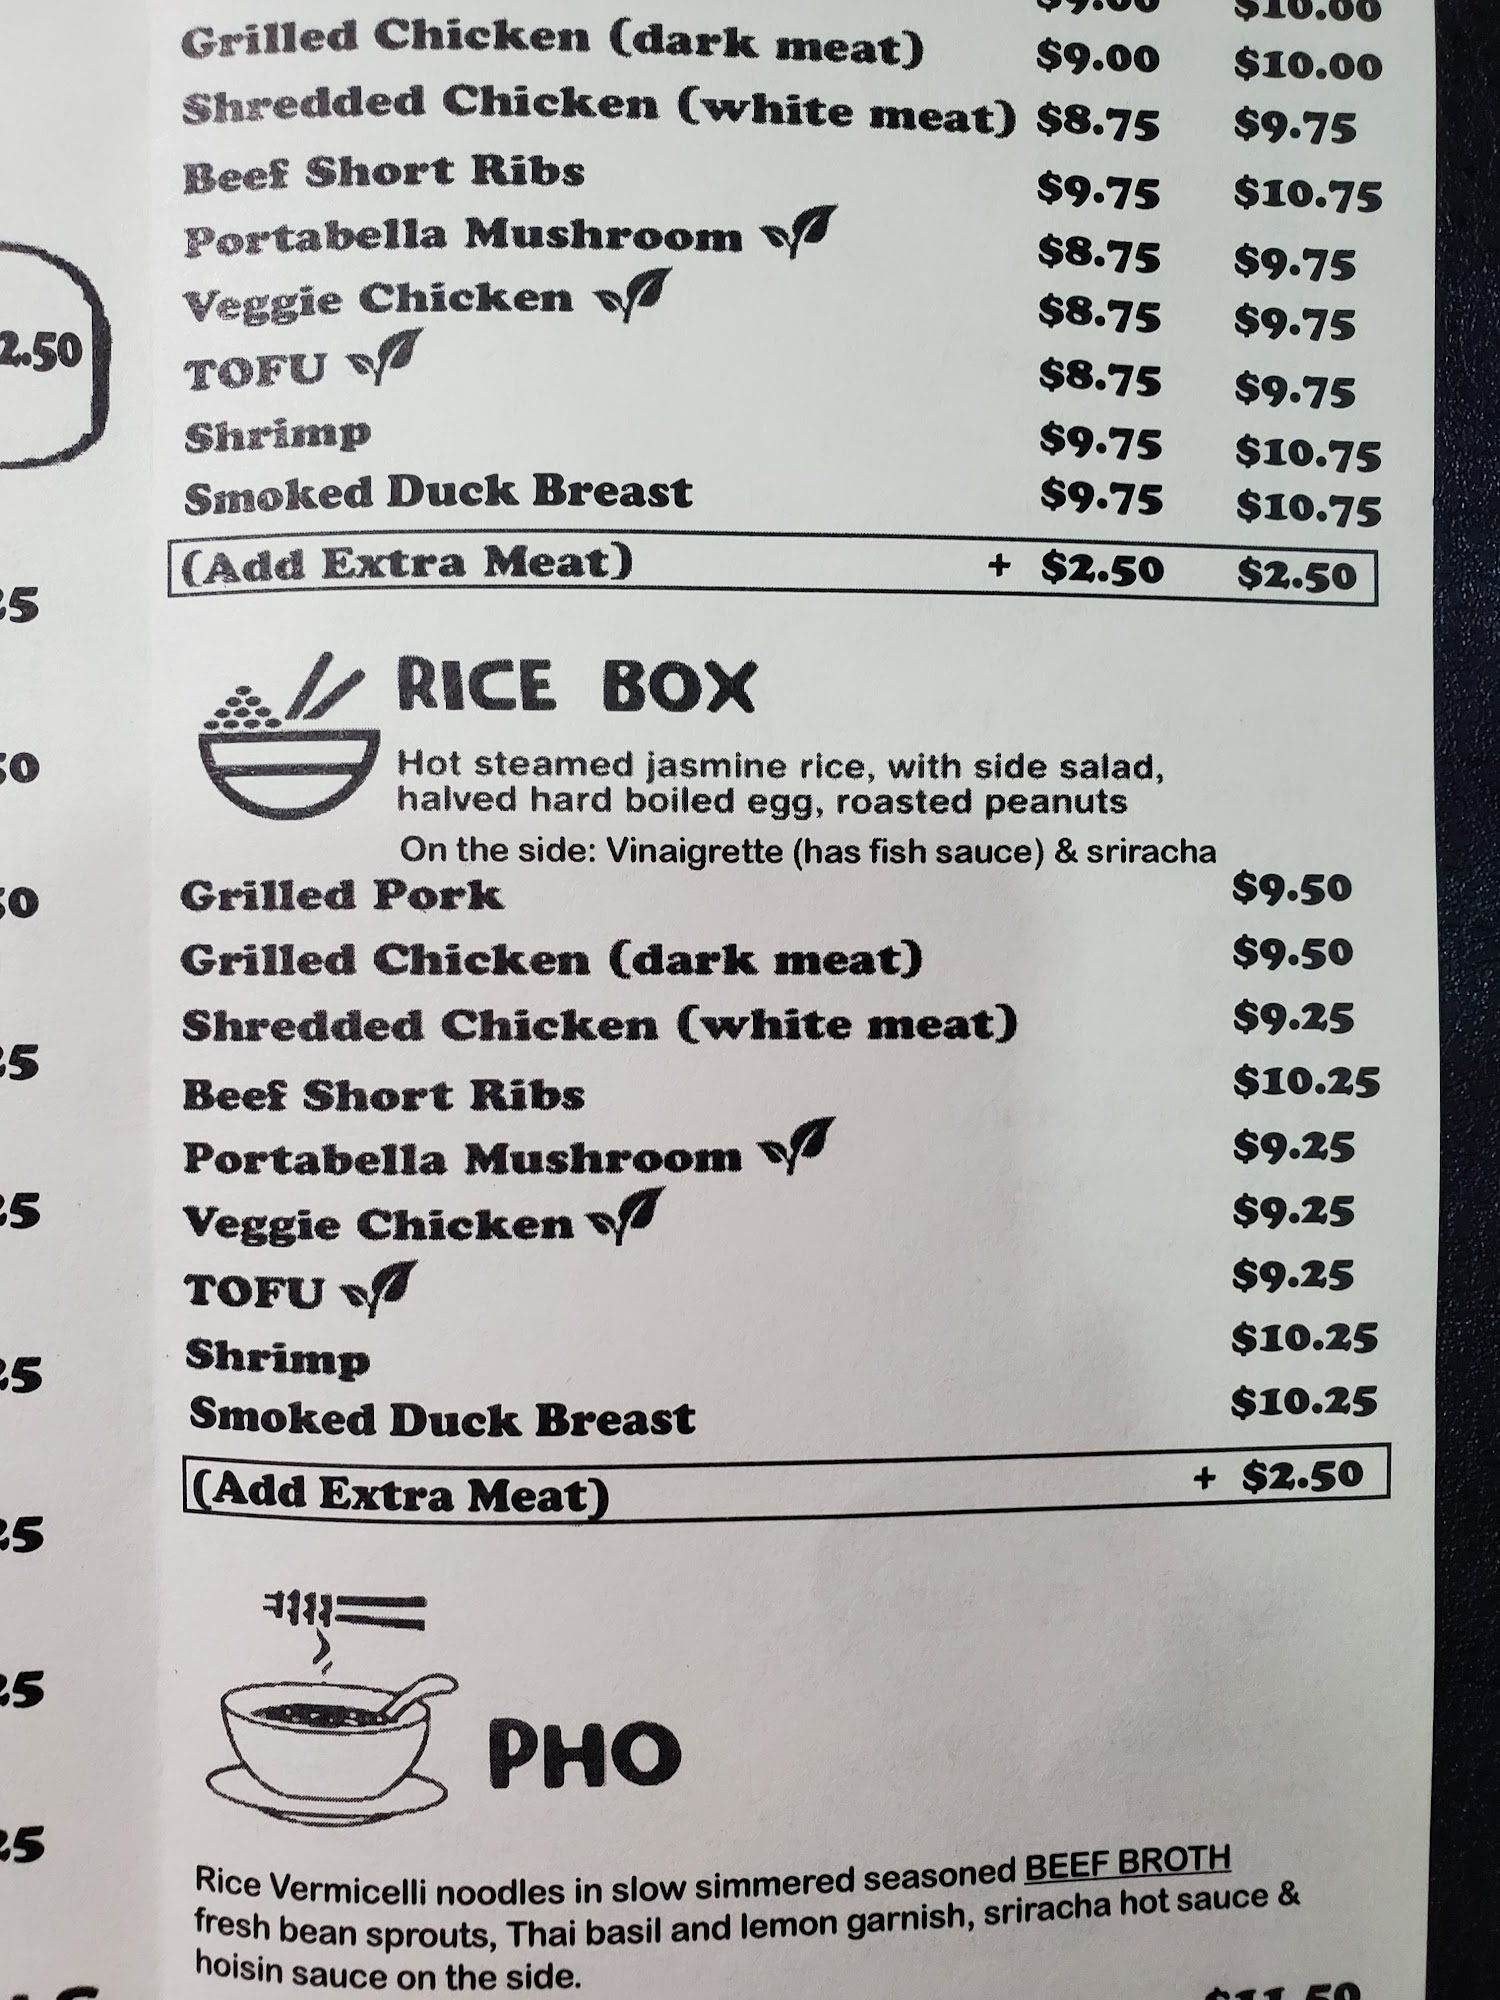 Grilled Chicken (dark meat) $9.00 $10.00
Shredded Chicken (white meat) $8.75 $9.75
Beef Short Ribs $9.75 $10.75
Portabella Mushroom $8.75 $9.75
Veggie Chicken $8.75 $9.75
TOFU $8.75 $9.75
Shrimp $9.75 $10.75
Smoked Duck Breast $9.75 $10.75
(Add Extra Meat) + $2.50 $2.50
2.50
RICE BOX
Hot steamed jasmine rice, with side salad,
halved hard boiled egg, roasted peanuts
On the side: Vinaigrette (has fish sauce) & sriracha
Grilled Pork $9.50
Grilled Chicken (dark meat) $9.50
Shredded Chicken (white meat) $9.25
Beef Short Ribs $10.25
Portabella Mushroom $9.25
Veggie Chicken $9.25
TOFU $9.25
Shrimp $10.25
Smoked Duck Breast $10.25
(Add Extra Meat) + $2.50
PHO
Rice Vermicelli noodles in slow simmered seasoned BEEF BROTH
fresh bean sprouts, Thai basil and lemon garnish, sriracha hot sauce &
hoisin sauce on the side.